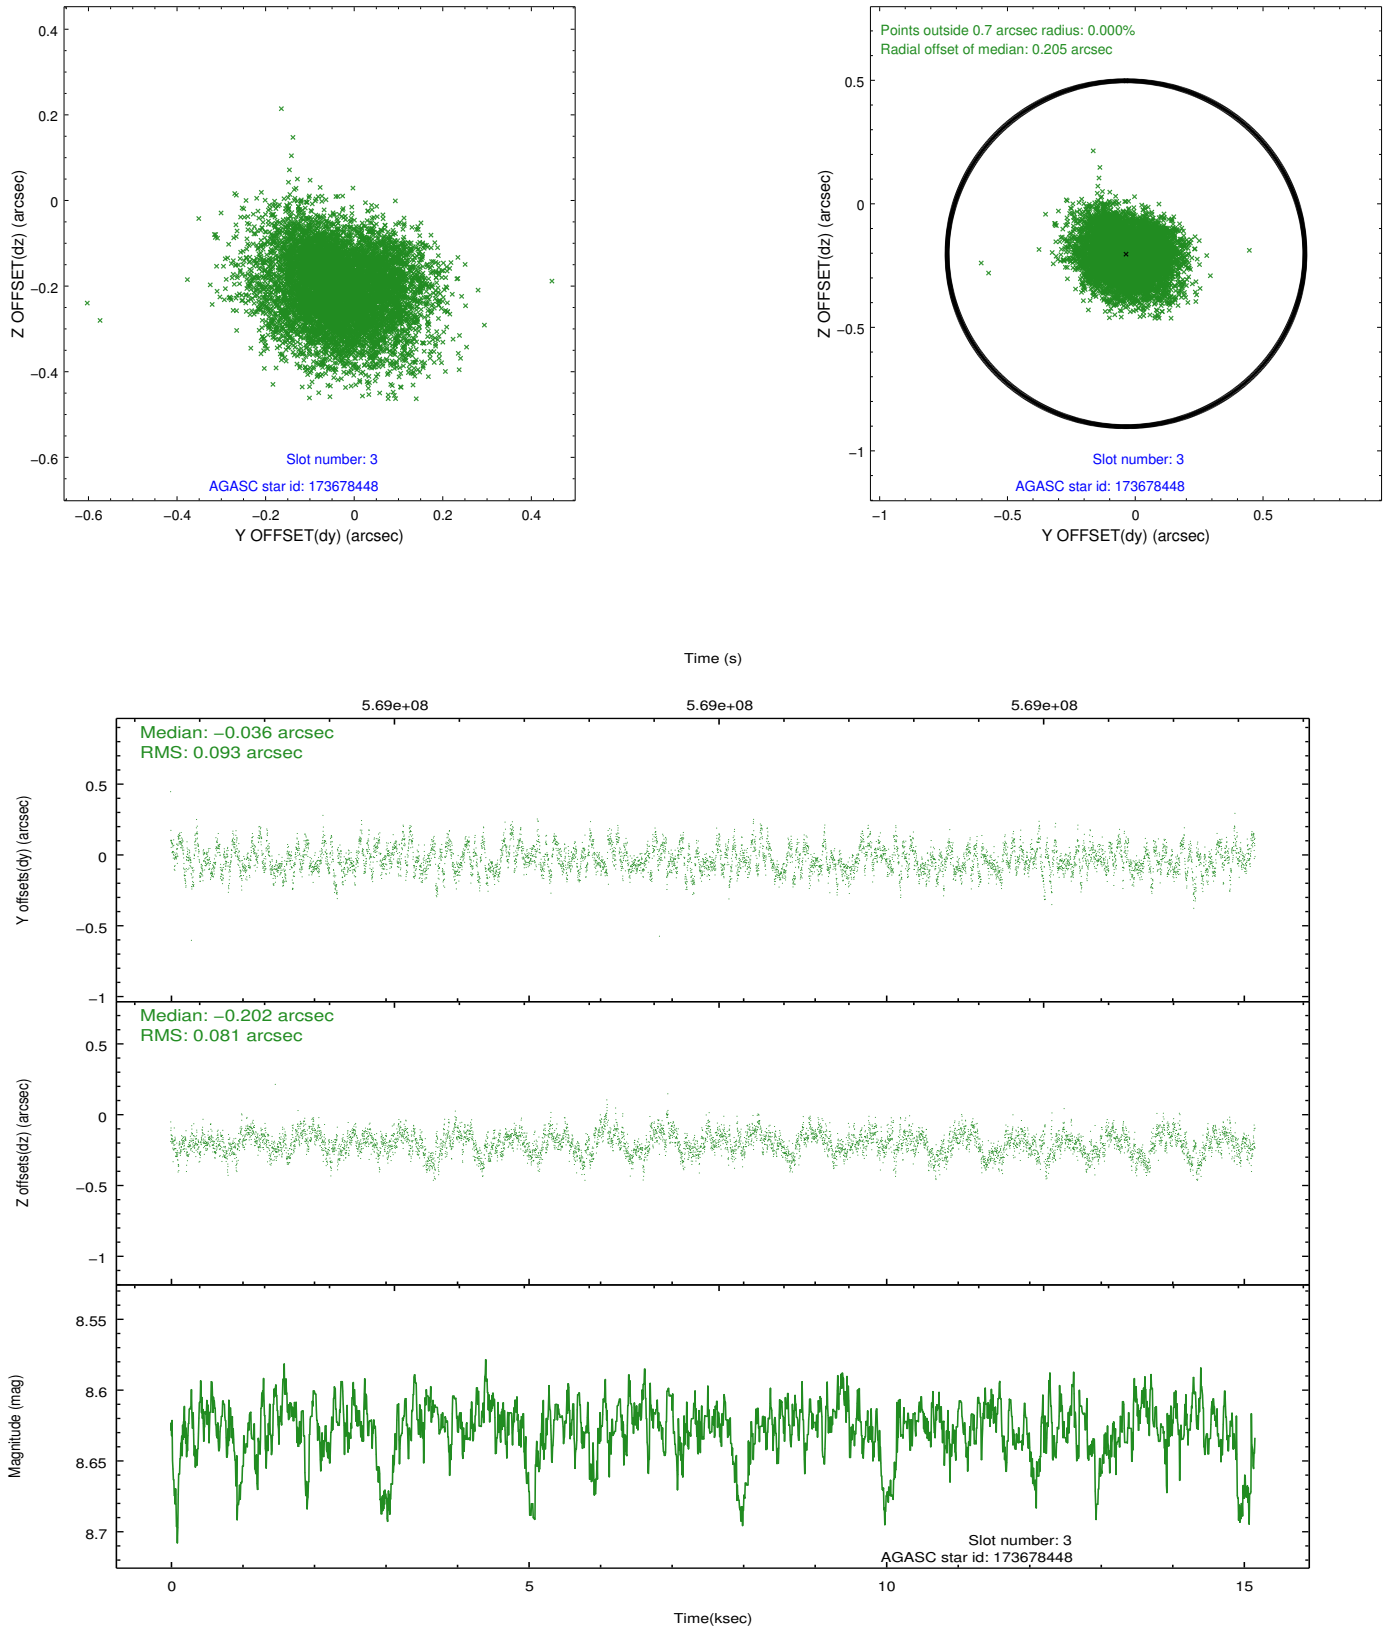 0.4
0.2
0
−0.2
−0.4
−0.6
Z OFFSET(dz) (arcsec)
Slot number: 3
AGASC star id: 173678448
−0.6
−0.4
−0.2
0
0.2
0.4
Y OFFSET(dy) (arcsec)
Points outside 0.7 arcsec radius: 0.000%
Radial offset of median: 0.205 arcsec
0.5
0
−0.5
−1
Z OFFSET(dz) (arcsec)
Slot number: 3
AGASC star id: 173678448
−1
−0.5
0
0.5
Y OFFSET(dy) (arcsec)
Time (s)
5.69e+08
5.69e+08
5.69e+08
Median: −0.036 arcsec
RMS: 0.093 arcsec
0.5
0
−0.5
−1
Y offsets(dy) (arcsec)
Median: −0.202 arcsec
RMS: 0.081 arcsec
0.5
0
−0.5
−1
Z offsets(dz) (arcsec)
8.55
8.6
8.65
8.7
Magnitude (mag)
Slot number: 3
AGASC star id: 173678448
0
5
10
15
Time(ksec)